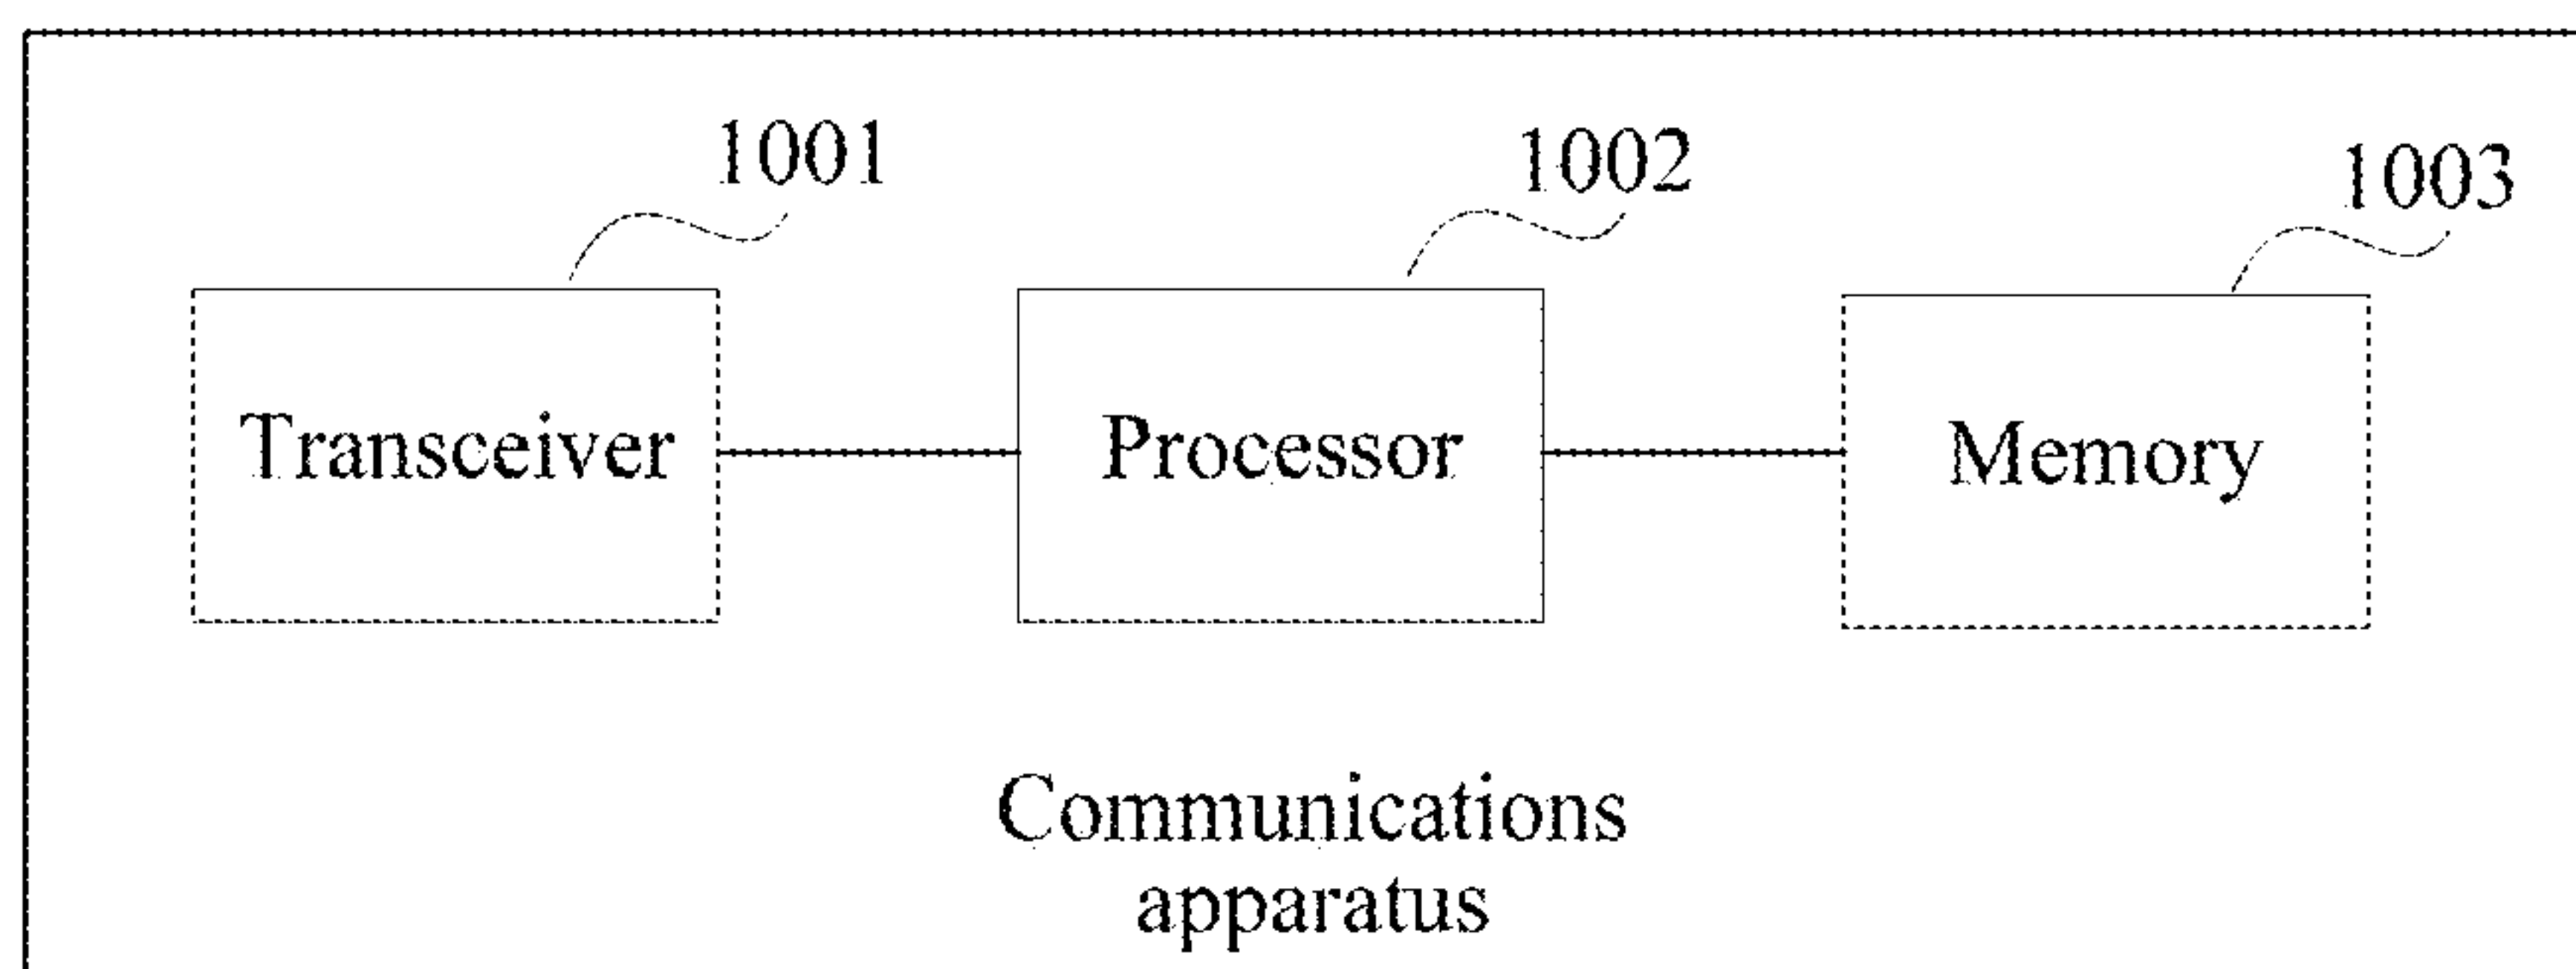 1001
1002
1003
Transceiver
Processor
Memory
Communications
apparatus